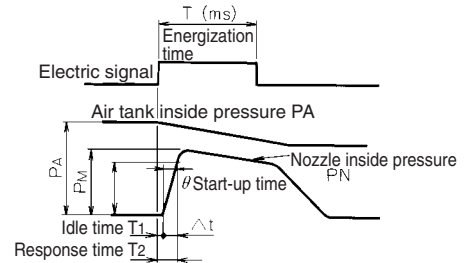 T (ms)
Energization
time
Electric signal
Air tank inside pressure PA
PA
PM
Nozzle inside pressure
PN
θ Start-up time
Idle time T1
Δt
Response time T2